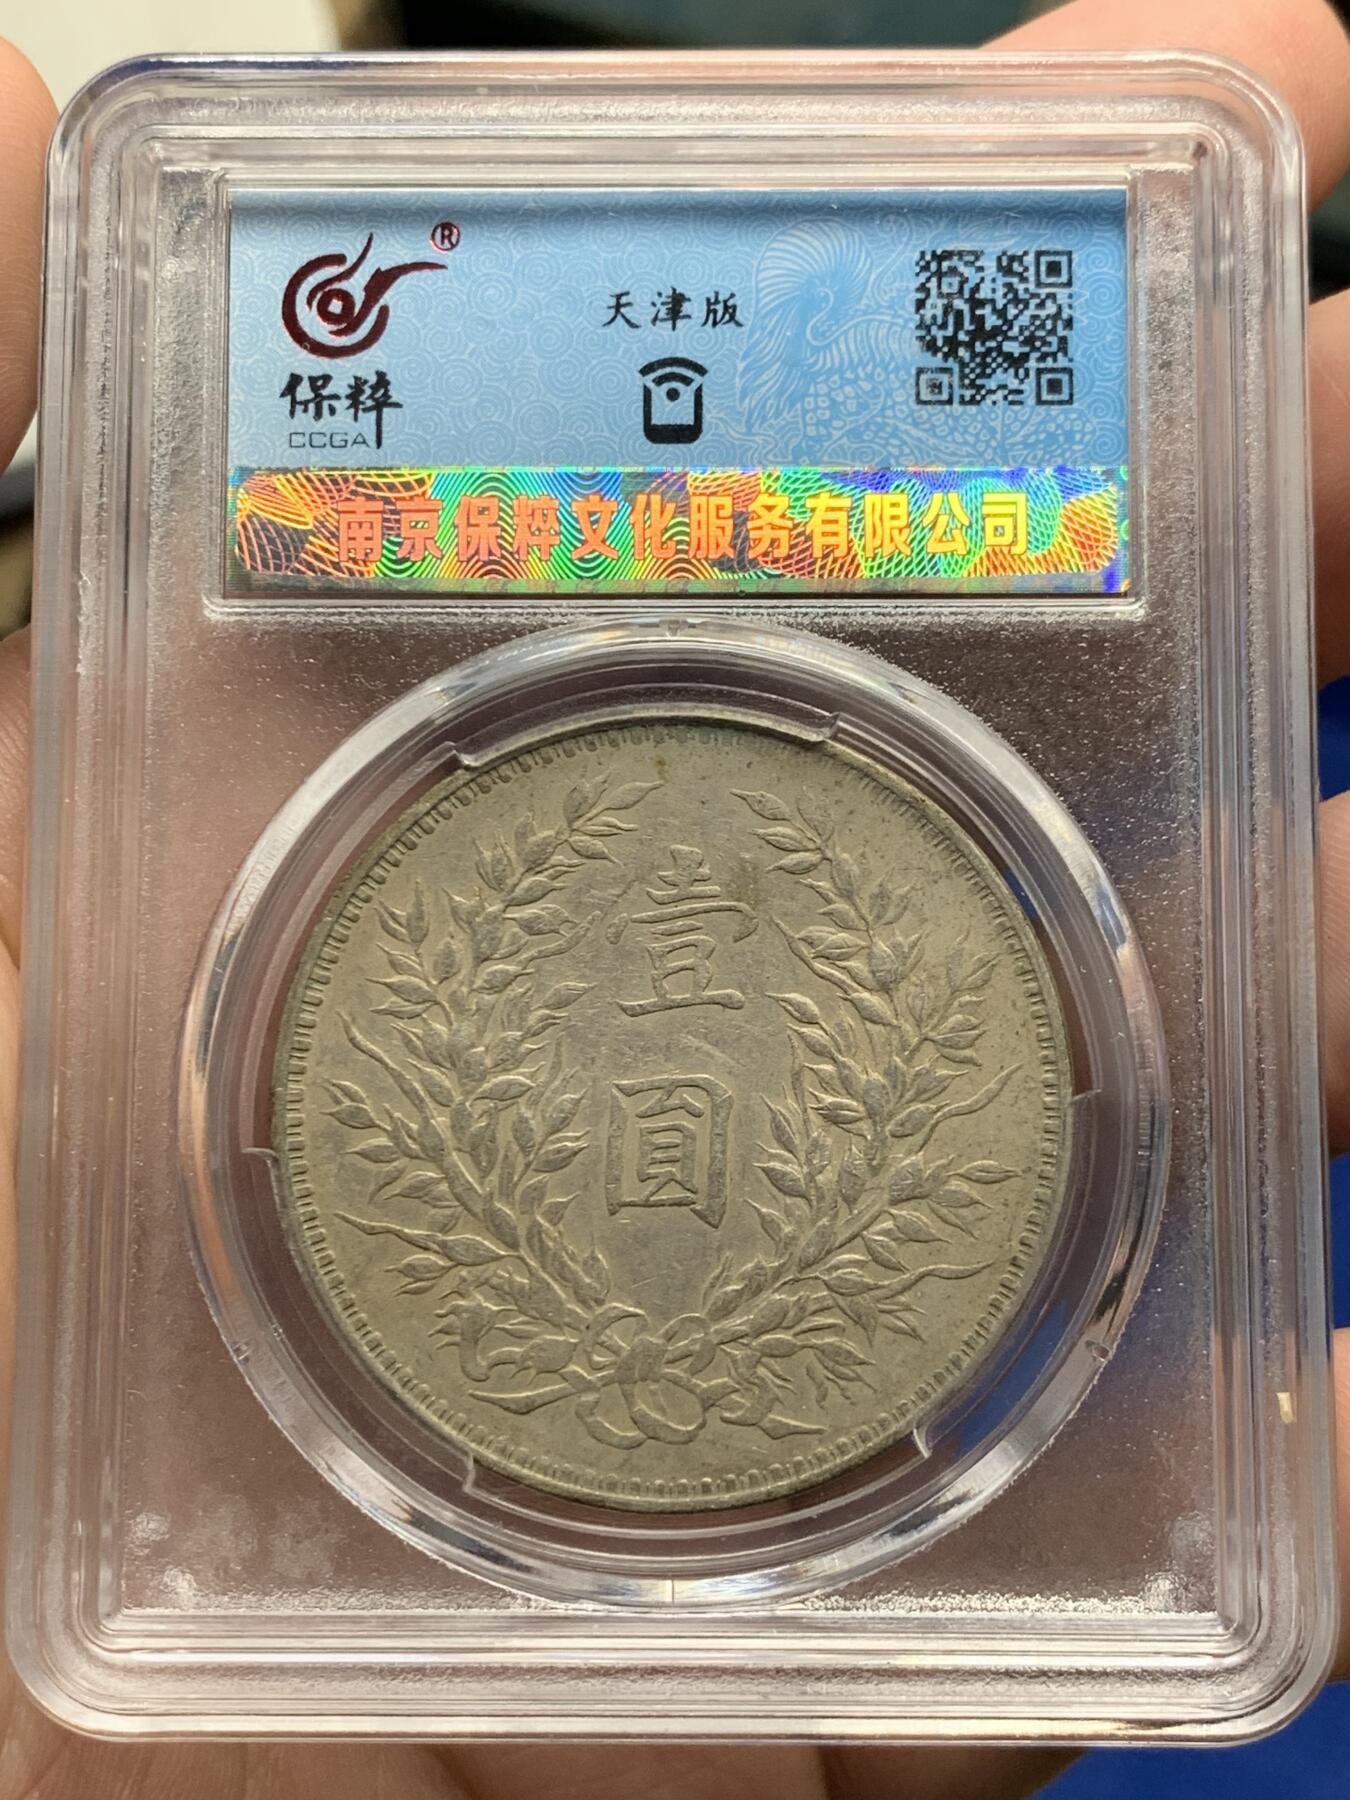 ®
保粹
CCGA
天津版
南京保粹文化服务有限公司
壹
圓